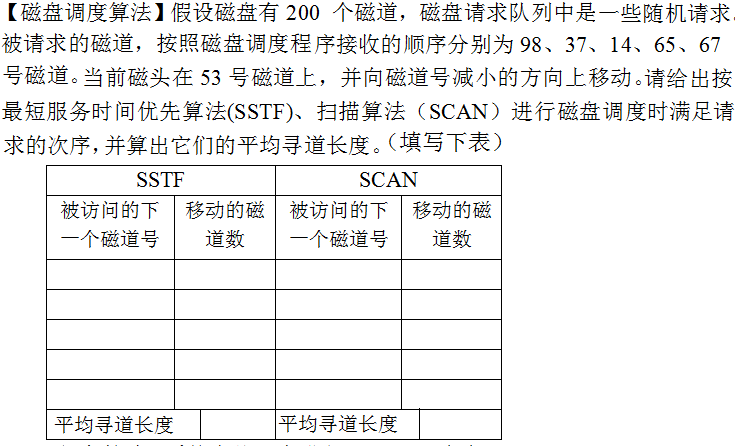 【磁盘调度算法】假设磁盘有 200 个磁道，磁盘请求队列中是一些随机请求.
被请求的磁道，按照磁盘调度程序接收的顺序分别为 98、37、14、65、67
号磁道。当前磁头在 53 号磁道上，并向磁道号减小的方向上移动。请给出按
最短服务时间优先算法(SSTF)、扫描算法（SCAN）进行磁盘调度时满足请
求的次序，并算出它们的平均寻道长度。（填写下表）
SSTF SCAN
被访问的下 移动的磁 被访问的下 移动的磁
一个磁道号 道数 一个磁道号 道数
平均寻道长度 平均寻道长度